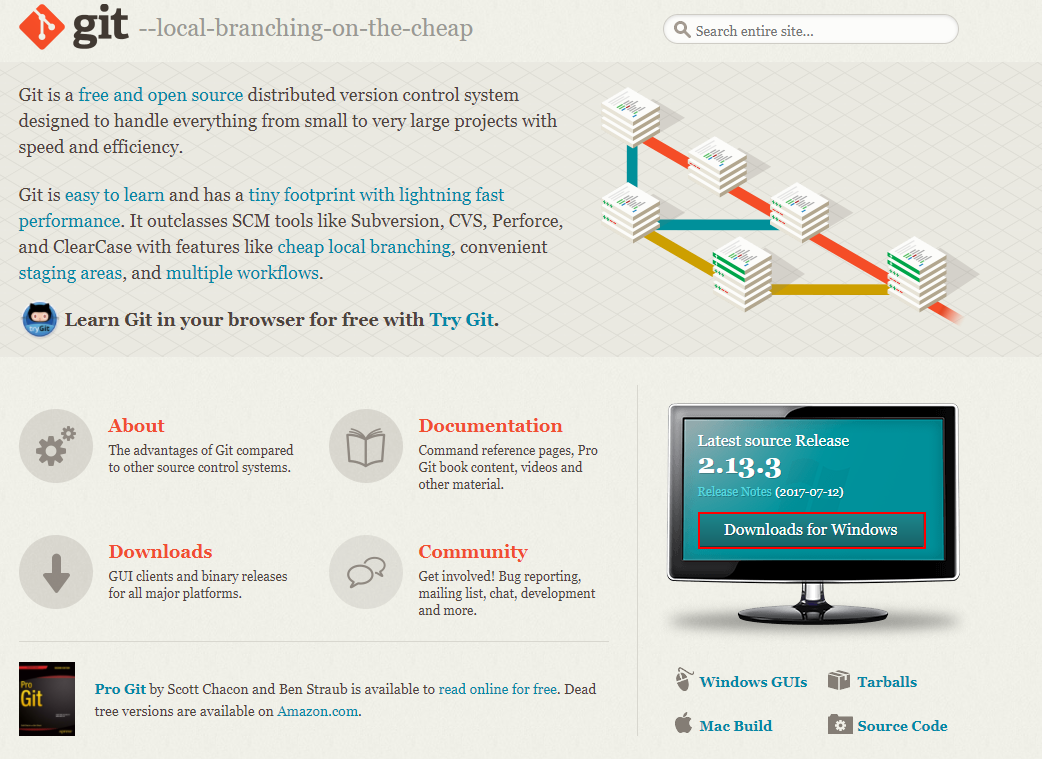 git --local-branching-on-the-cheap
Search entire site...
Git is a free and open source distributed version control system
designed to handle everything from small to very large projects with
speed and efficiency.
Git is easy to learn and has a tiny footprint with lightning fast
performance. It outclasses SCM tools like Subversion, CVS, Perforce,
and ClearCase with features like cheap local branching, convenient
staging areas, and multiple workflows.
Learn Git in your browser for free with Try Git.
About
The advantages of Git compared
to other source control systems.
Documentation
Command reference pages, Pro
Git book content, videos and
other material.
Downloads
GUI clients and binary releases
for all major platforms.
Community
Get involved! Bug reporting,
mailing list, chat, development
and more.
Pro
Git
Pro Git by Scott Chacon and Ben Straub is available to read online for free. Dead
tree versions are available on Amazon.com.
Latest source Release
2.13.3
Release Notes (2017-07-12)
Downloads for Windows
Windows GUIs
Tarballs
Mac Build
Source Code